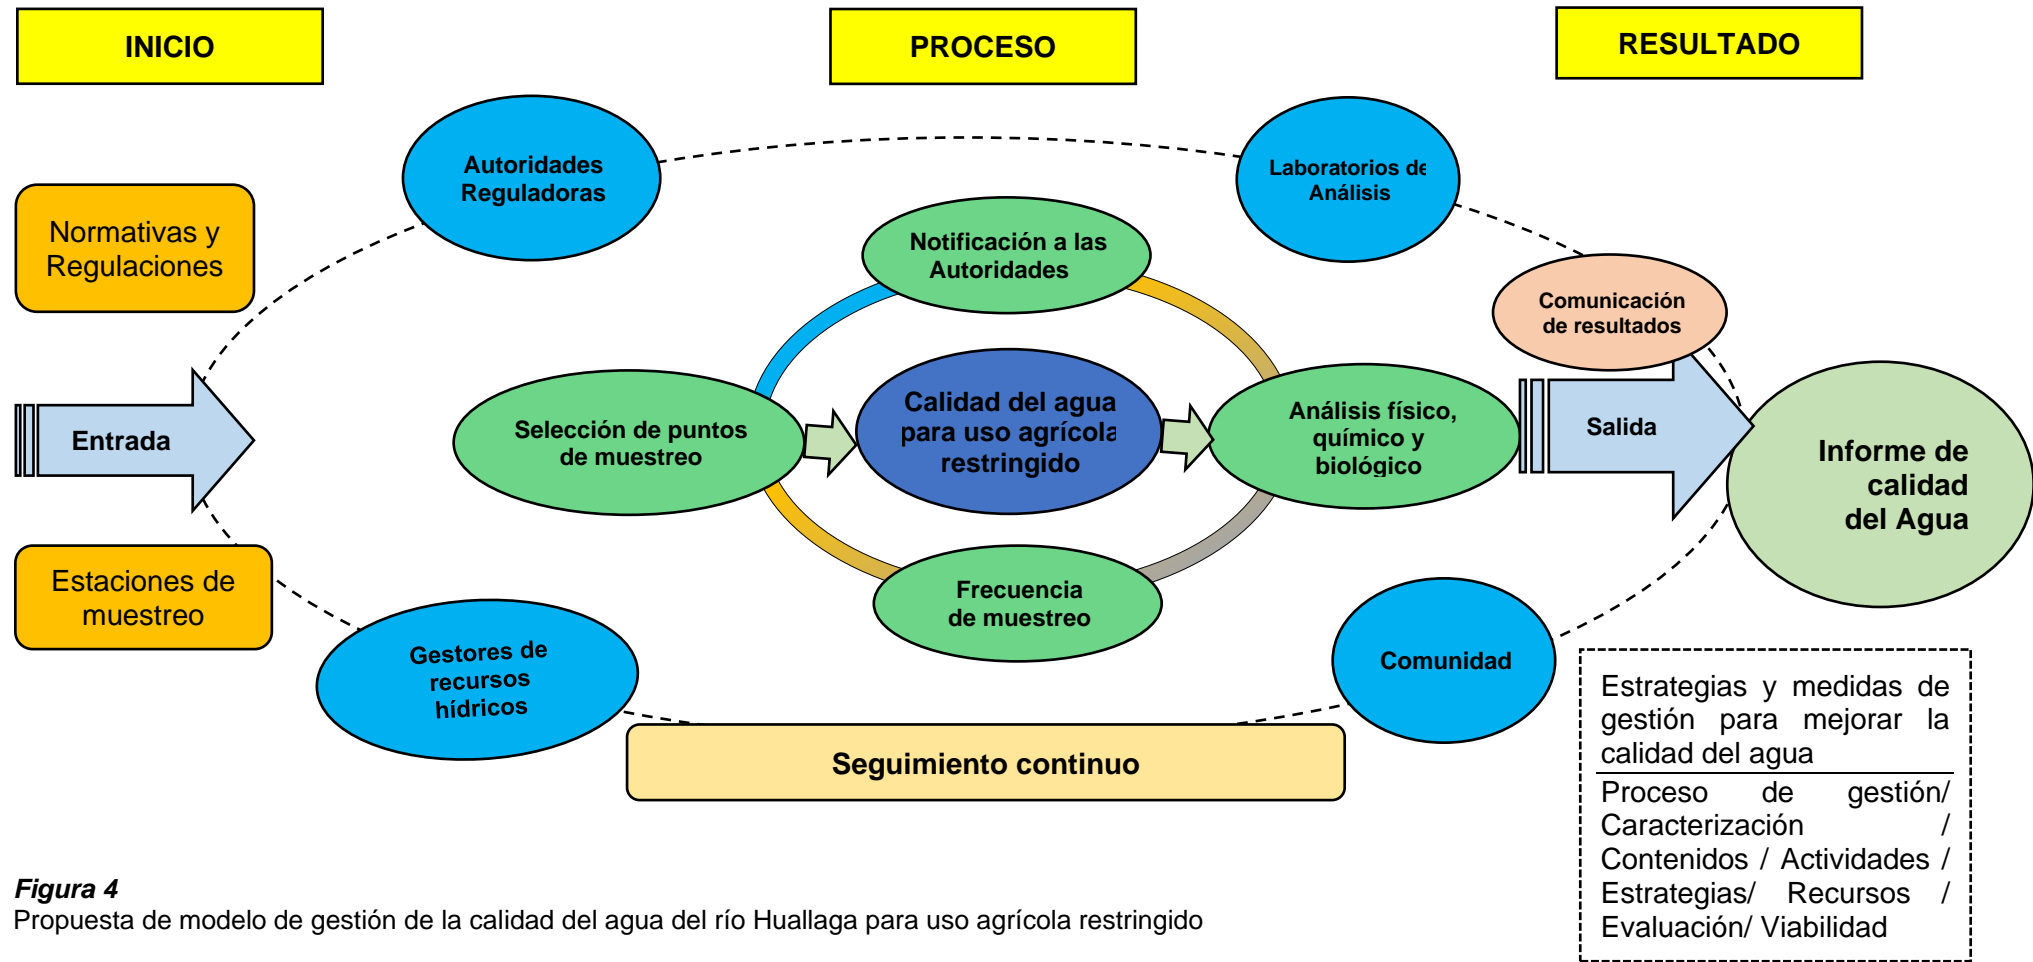 INICIO
PROCESO
RESULTADO
Autoridades
Reguladoras
Laboratorios de
Análisis
Normativas y
Regulaciones
Notificación a las
Autoridades
Comunicación
de resultados
Entrada
Selección de puntos
de muestreo
Calidad del agua
para uso agrícola
restringido
Análisis físico,
químico y
biológico
Salida
Informe de
calidad
del Agua
Estaciones de
muestreo
Frecuencia
de muestreo
Gestores de
recursos
hídricos
Comunidad
Seguimiento continuo
Estrategias y medidas de
gestión para mejorar la
calidad del agua
Proceso de gestión/
Caracterización /
Contenidos / Actividades /
Estrategias/ Recursos /
Evaluación/ Viabilidad
Figura 4
Propuesta de modelo de gestión de la calidad del agua del río Huallaga para uso agrícola restringido